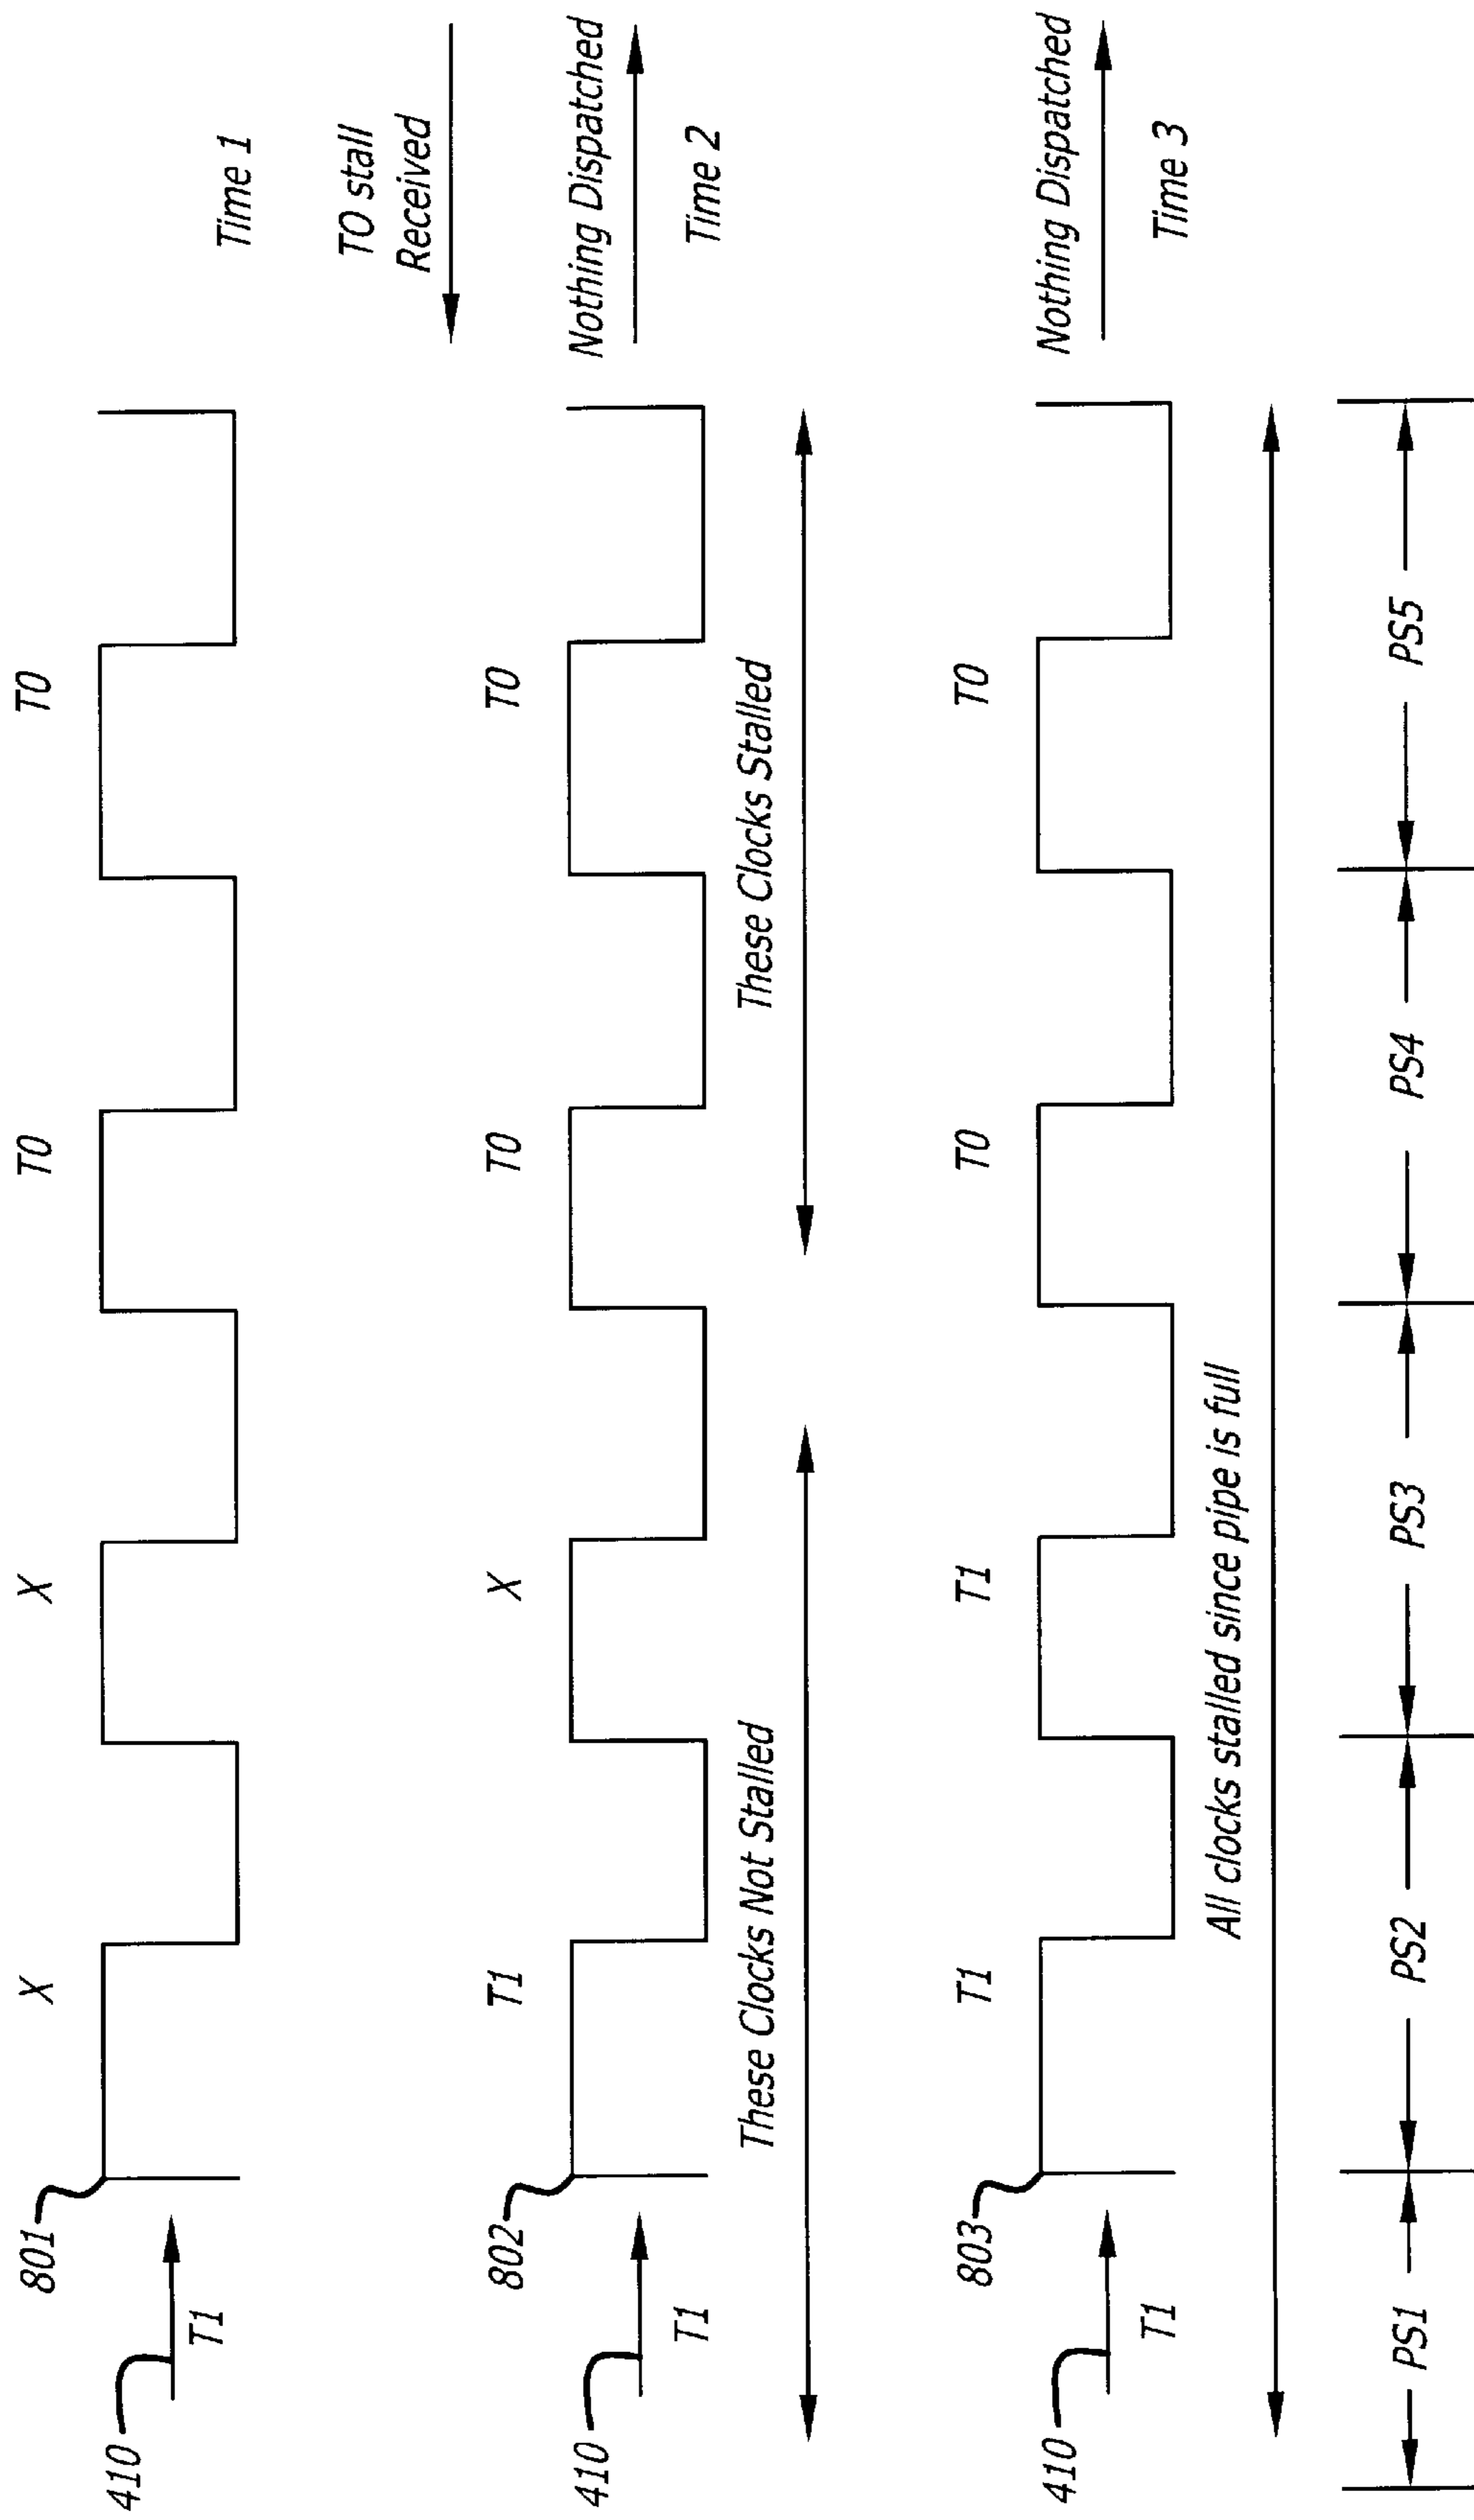 801
X
X
T0
T0
410
T1
Time 1
T0 stall
Received
802
T1
X
T0
T0
Nothing Dispatched
410
T1
Time 2
These Clocks Not Stalled
These Clocks Stalled
803
T1
T1
T0
T0
Nothing Dispatched
410
T1
Time 3
All clocks stalled since pipe is full
PS1
PS2
PS3
PS4
PS5